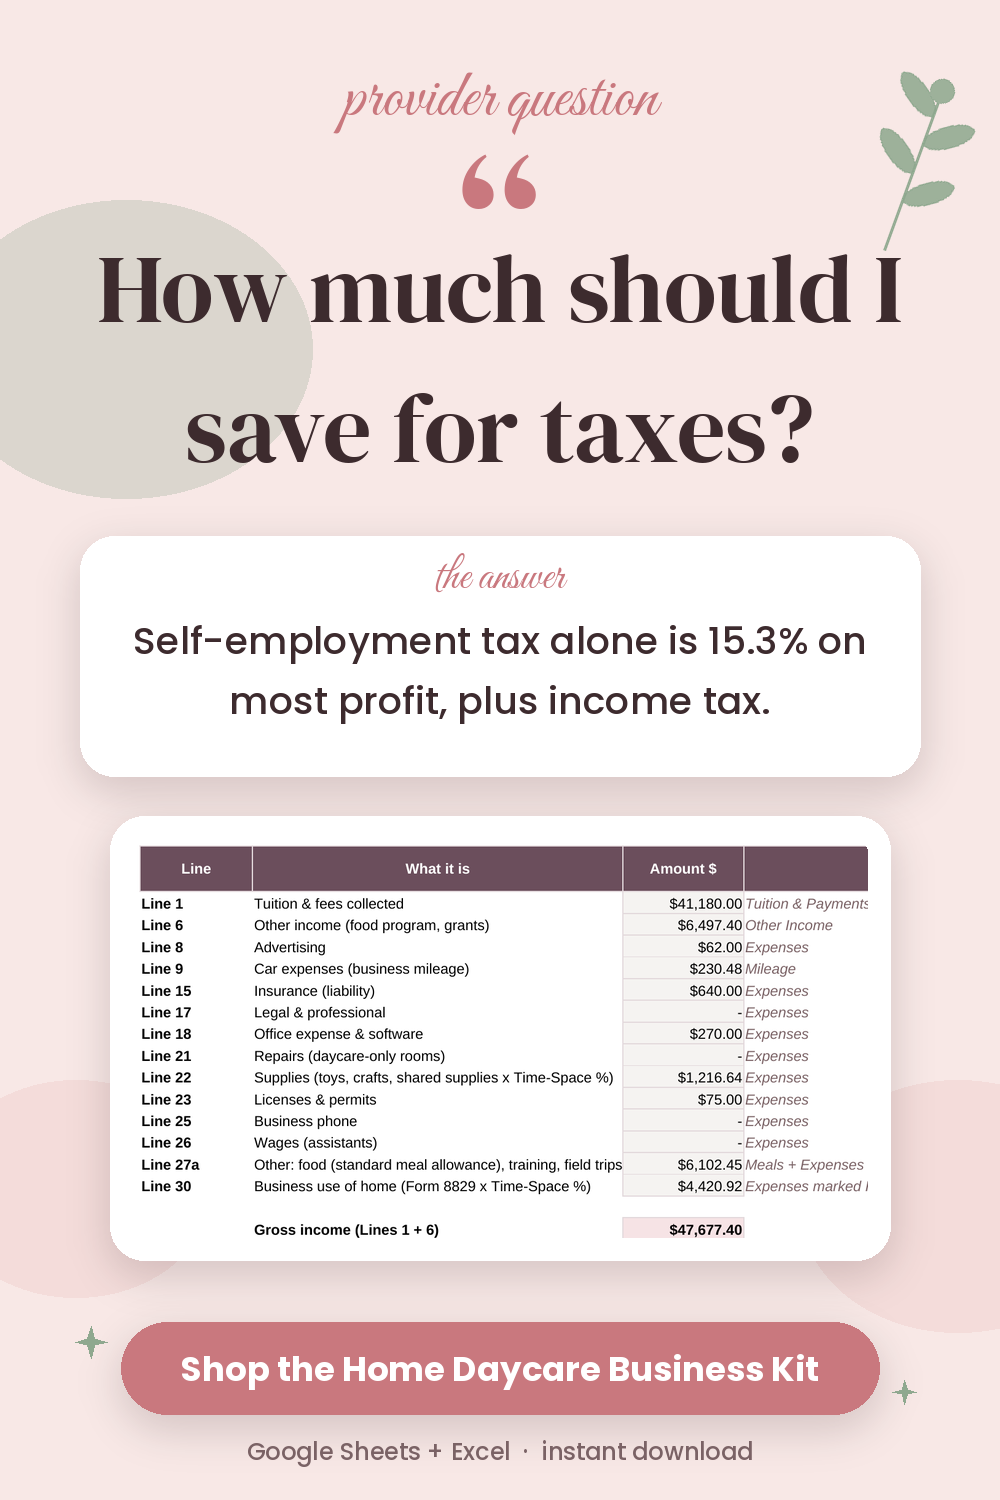 provider question
“
How much should I
save for taxes?
the answer
Self-employment tax alone is 15.3% on
most profit, plus income tax.
Line What it is Amount $
Line 1 Tuition & fees collected $41,180.00 Tuition & Payments
Line 6 Other income (food program, grants) $6,497.40 Other Income
Line 8 Advertising $62.00 Expenses
Line 9 Car expenses (business mileage) $230.48 Mileage
Line 15 Insurance (liability) $640.00 Expenses
Line 17 Legal & professional - Expenses
Line 18 Office expense & software $270.00 Expenses
Line 21 Repairs (daycare-only rooms) - Expenses
Line 22 Supplies (toys, crafts, shared supplies x Time-Space %) $1,216.64 Expenses
Line 23 Licenses & permits $75.00 Expenses
Line 25 Business phone - Expenses
Line 26 Wages (assistants) - Expenses
Line 27a Other: food (standard meal allowance), training, field trips $6,102.45 Meals + Expenses
Line 30 Business use of home (Form 8829 x Time-Space %) $4,420.92 Expenses marked
Gross income (Lines 1 + 6) $47,677.40
Shop the Home Daycare Business Kit
Google Sheets + Excel · instant download